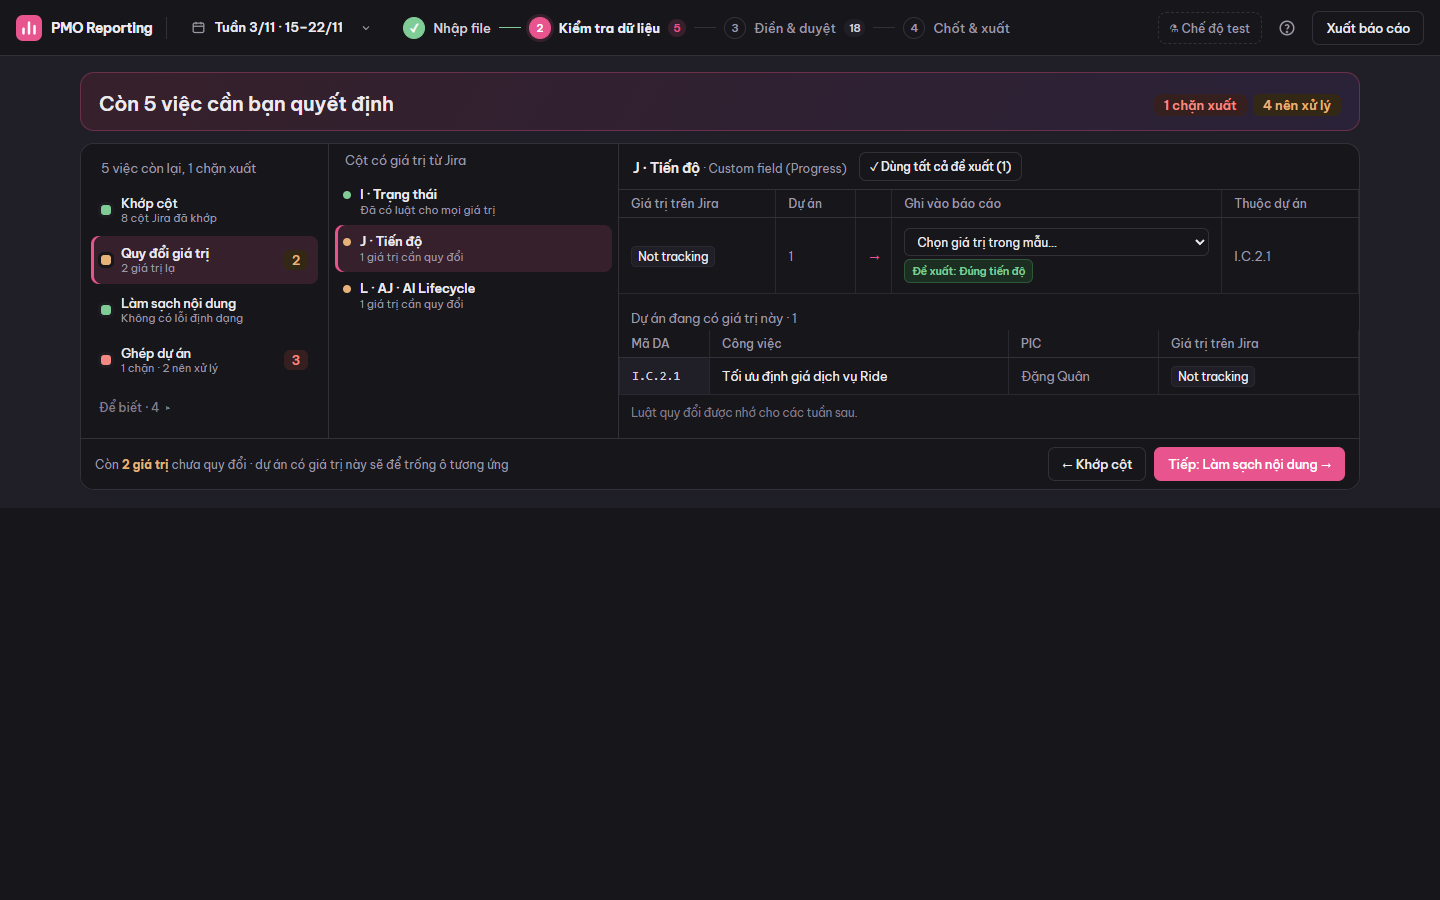 PMO Reporting
Tuần 3/11 · 15–22/11
✓ Nhập file
2 Kiểm tra dữ liệu 5
3 Điền & duyệt 18
4 Chốt & xuất
Chế độ test
Xuất báo cáo
Còn 5 việc cần bạn quyết định
1 chặn xuất
4 nên xử lý
5 việc còn lại, 1 chặn xuất
Khớp cột
8 cột Jira đã khớp
Quy đổi giá trị
2 giá trị lạ
2
Làm sạch nội dung
Không có lỗi định dạng
Ghép dự án
1 chặn · 2 nên xử lý
3
Để biết · 4 ▸
Cột có giá trị từ Jira
I · Trạng thái
Đã có luật cho mọi giá trị
J · Tiến độ
1 giá trị cần quy đổi
L · AJ · AI Lifecycle
1 giá trị cần quy đổi
J · Tiến độ · Custom field (Progress)
✓ Dùng tất cả đề xuất (1)
Giá trị trên Jira
Dự án
Ghi vào báo cáo
Thuộc dự án
Not tracking
1
→
Chọn giá trị trong mẫu...
Đề xuất: Đúng tiến độ
I.C.2.1
Dự án đang có giá trị này · 1
Mã DA
Công việc
PIC
Giá trị trên Jira
I.C.2.1
Tối ưu định giá dịch vụ Ride
Đặng Quân
Not tracking
Luật quy đổi được nhớ cho các tuần sau.
Còn 2 giá trị chưa quy đổi · dự án có giá trị này sẽ để trống ô tương ứng
← Khớp cột
Tiếp: Làm sạch nội dung →